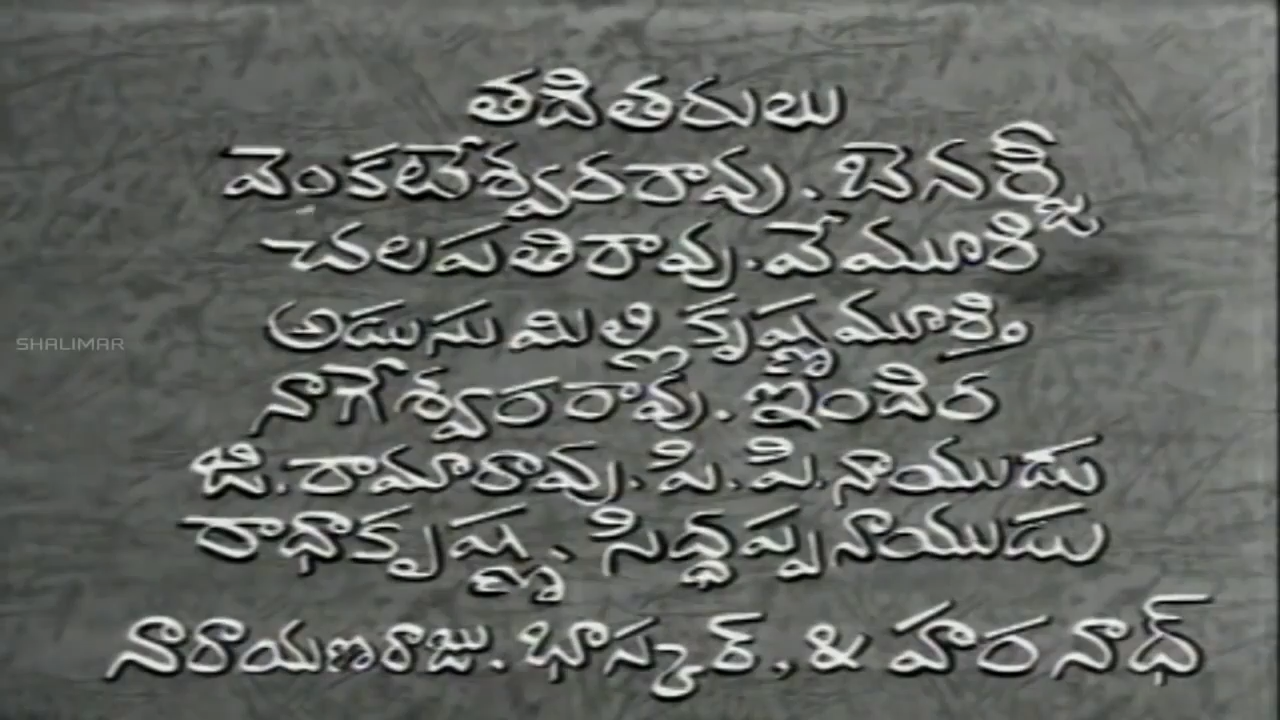 తదితరులు
వెంకటేశ్వరరావు. బెనర్జీ
చలపతిరావు. వేమూరి
అడుసుమిల్లి కృష్ణమూర్తి
SHALIMAR
నాగేశ్వరరావు. ఇందిర
జి. రామారావు. పి. పి. నాయుడు
రాధాకృష్ణ. సిద్ధప్పనాయుడు
నారాయణరాజు. భాస్కర్., & హరనాథ్